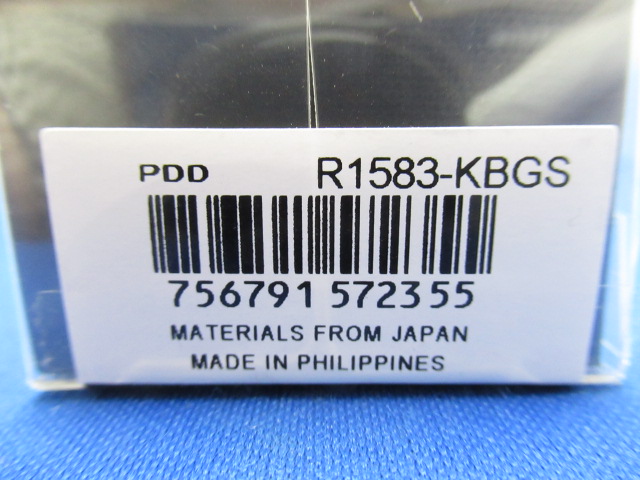 PDD R1583-KBGS
756791 572355
MATERIALS FROM JAPAN
MADE IN PHILIPPINES